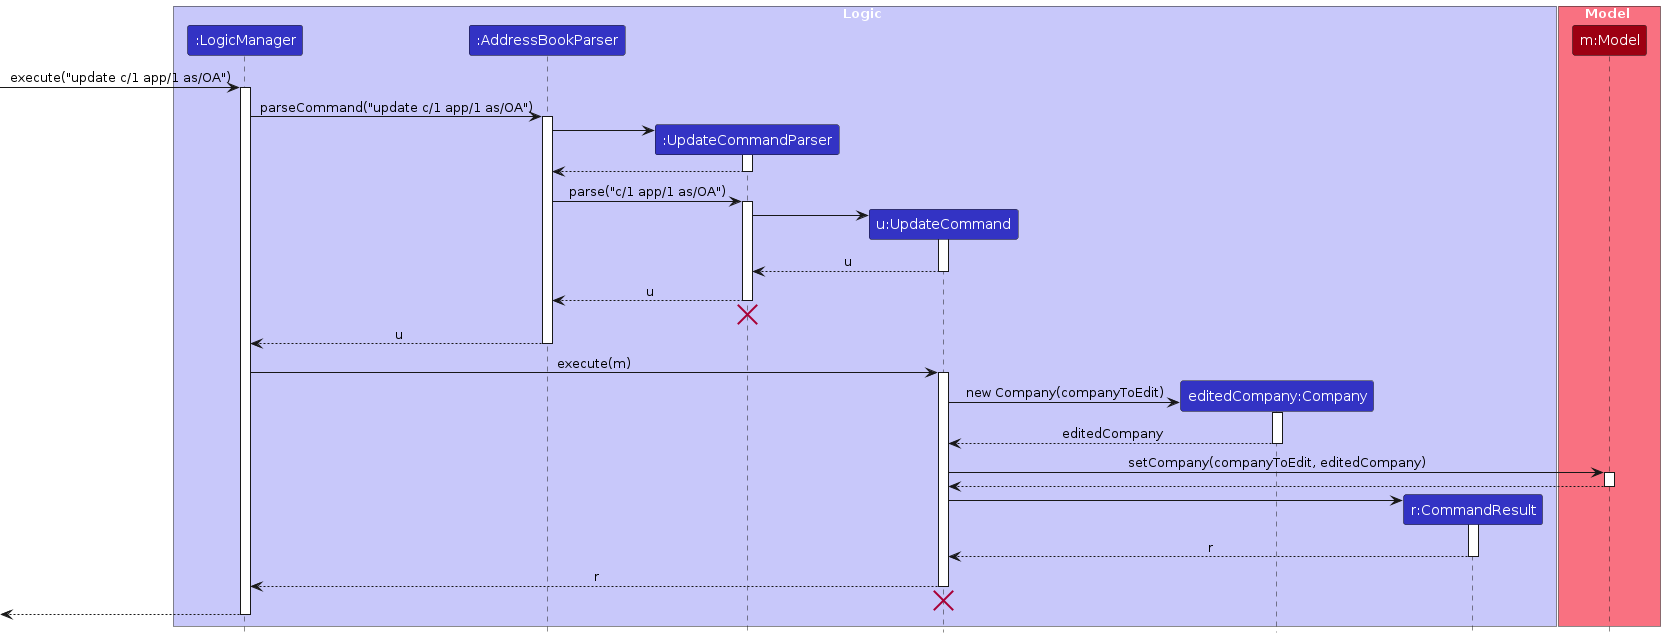 Logic
Model
:LogicManager
:AddressBookParser
m:Model
execute("update c/1 app/1 as/OA")
parseCommand("update c/1 app/1 as/OA")
:UpdateCommandParser
parse("c/1 app/1 as/OA")
u:UpdateCommand
u
u
u
execute(m)
new Company(companyToEdit)
editedCompany:Company
editedCompany
setCompany(companyToEdit, editedCompany)
r:CommandResult
r
r